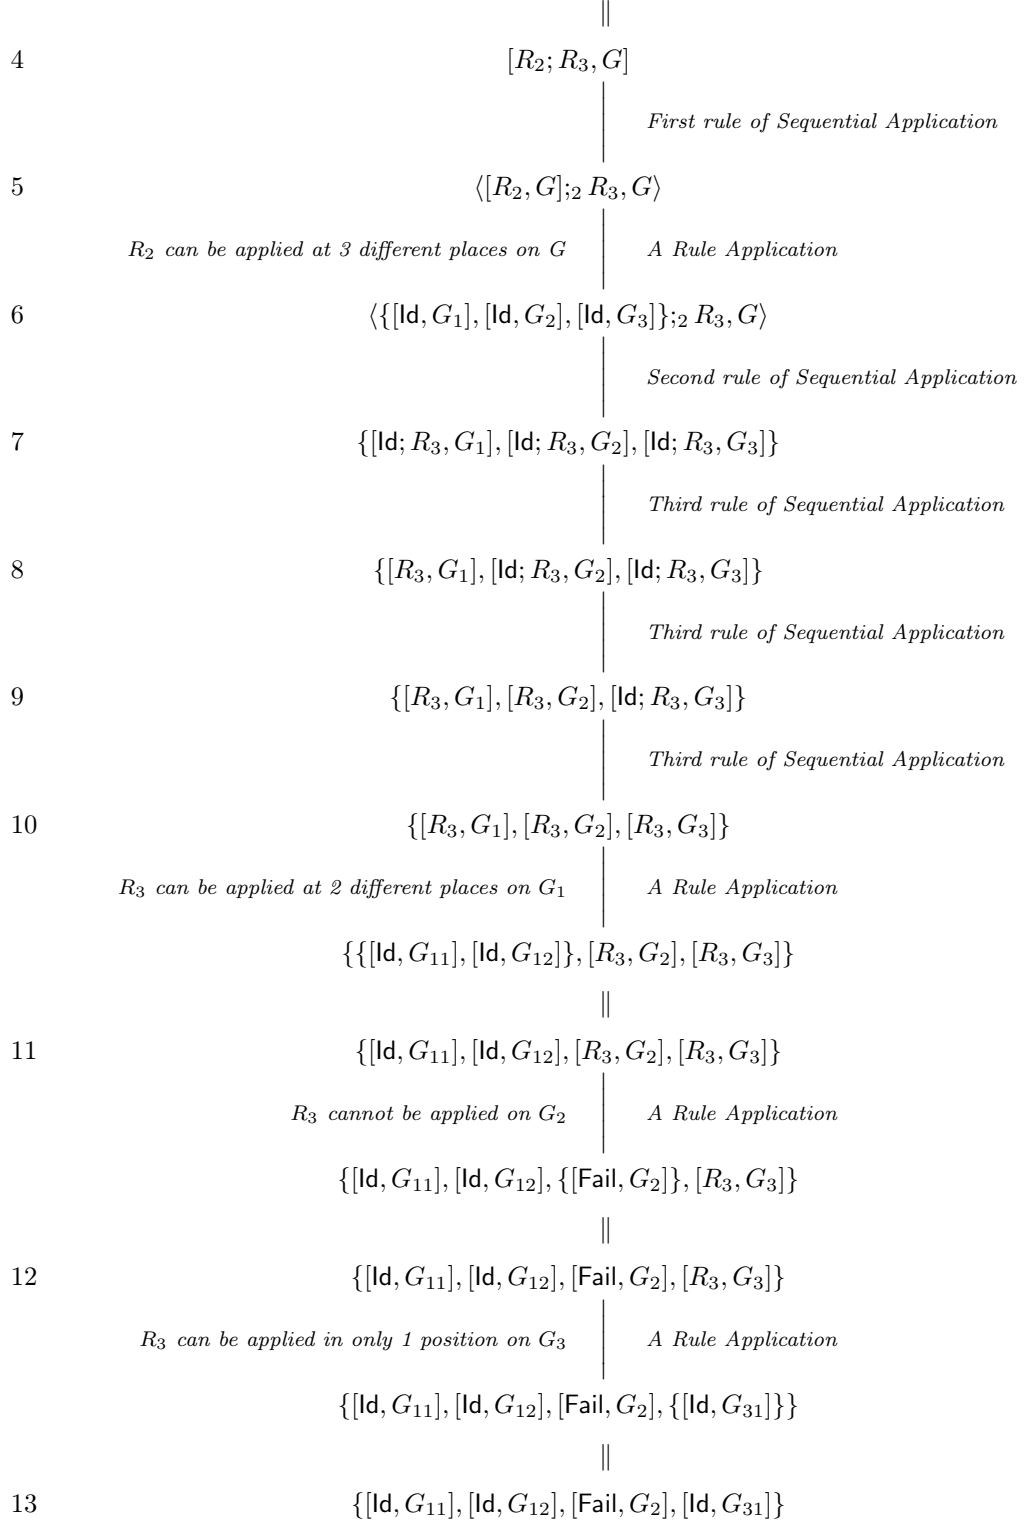 ||
4 [R₂; R₃, G]
First rule of Sequential Application
5 ⟨[R₂, G];₂ R₃, G⟩
R₂ can be applied at 3 different places on G A Rule Application
6 ⟨{[Id, G₁], [Id, G₂], [Id, G₃]};₂ R₃, G⟩
Second rule of Sequential Application
7 {[Id; R₃, G₁], [Id; R₃, G₂], [Id; R₃, G₃]}
Third rule of Sequential Application
8 {[R₃, G₁], [Id; R₃, G₂], [Id; R₃, G₃]}
Third rule of Sequential Application
9 {[R₃, G₁], [R₃, G₂], [Id; R₃, G₃]}
Third rule of Sequential Application
10 {[R₃, G₁], [R₃, G₂], [R₃, G₃]}
R₃ can be applied at 2 different places on G₁ A Rule Application
{{[Id, G₁₁], [Id, G₁₂]}, [R₃, G₂], [R₃, G₃]}
||
11 {[Id, G₁₁], [Id, G₁₂], [R₃, G₂], [R₃, G₃]}
R₃ cannot be applied on G₂ A Rule Application
{[Id, G₁₁], [Id, G₁₂], {[Fail, G₂]}, [R₃, G₃]}
||
12 {[Id, G₁₁], [Id, G₁₂], [Fail, G₂], [R₃, G₃]}
R₃ can be applied in only 1 position on G₃ A Rule Application
{[Id, G₁₁], [Id, G₁₂], [Fail, G₂], {[Id, G₃₁]}}
||
13 {[Id, G₁₁], [Id, G₁₂], [Fail, G₂], [Id, G₃₁]}